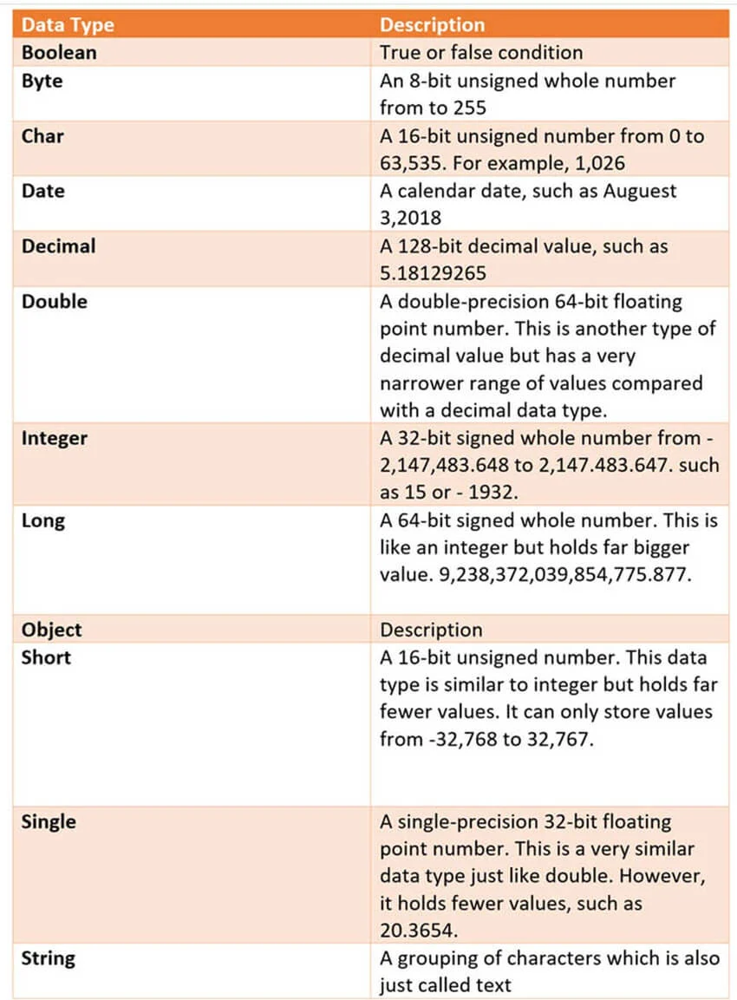 Data Type Description
Boolean True or false condition
Byte An 8-bit unsigned whole number
from to 255
Char A 16-bit unsigned number from 0 to
63,535. For example, 1,026
Date A calendar date, such as Auguest
3,2018
Decimal A 128-bit decimal value, such as
5.18129265
Double A double-precision 64-bit floating
point number. This is another type of
decimal value but has a very
narrower range of values compared
with a decimal data type.
Integer A 32-bit signed whole number from -
2,147,483.648 to 2,147.483.647. such
as 15 or - 1932.
Long A 64-bit signed whole number. This is
like an integer but holds far bigger
value. 9,238,372,039,854,775.877.
Object Description
Short A 16-bit unsigned number. This data
type is similar to integer but holds far
fewer values. It can only store values
from -32,768 to 32,767.
Single A single-precision 32-bit floating
point number. This is a very similar
data type just like double. However,
it holds fewer values, such as
20.3654.
String A grouping of characters which is also
just called text